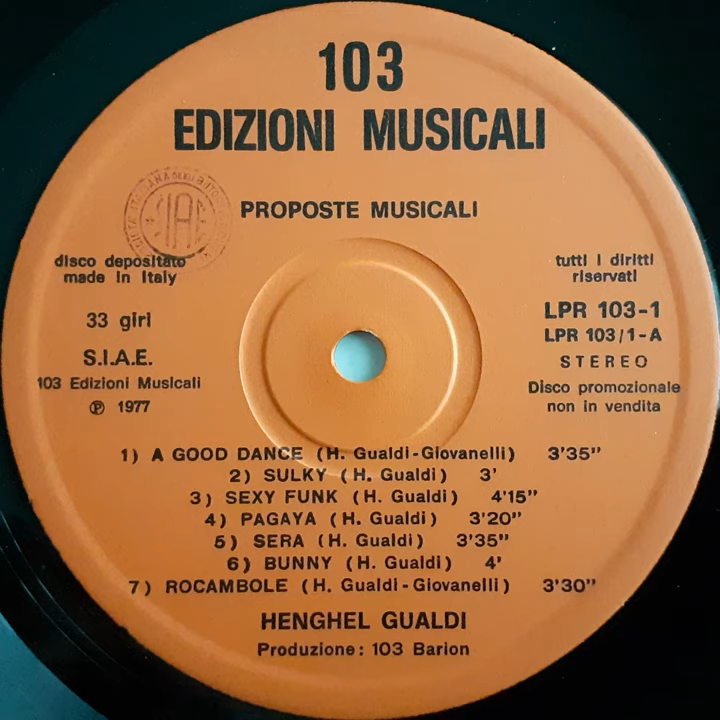 103
EDIZIONI MUSICALI
PROPOSTE MUSICALI
SIAE
disco depositato
made in Italy
33 giri
S.I.A.E.
103 Edizioni Musicali
℗ 1977
tutti i diritti
riservati
LPR 103-1
LPR 103/1-A
STEREO
Disco promozionale
non in vendita
1) A GOOD DANCE (H. Gualdi-Giovanelli) 3'35"
2) SULKY (H. Gualdi) 3'
3) SEXY FUNK (H. Gualdi) 4'15"
4) PAGAYA (H. Gualdi) 3'20"
5) SERA (H. Gualdi) 3'35"
6) BUNNY (H. Gualdi) 4'
7) ROCAMBOLE (H. Gualdi-Giovanelli) 3'30"
HENGHEL GUALDI
Produzione: 103 Barion